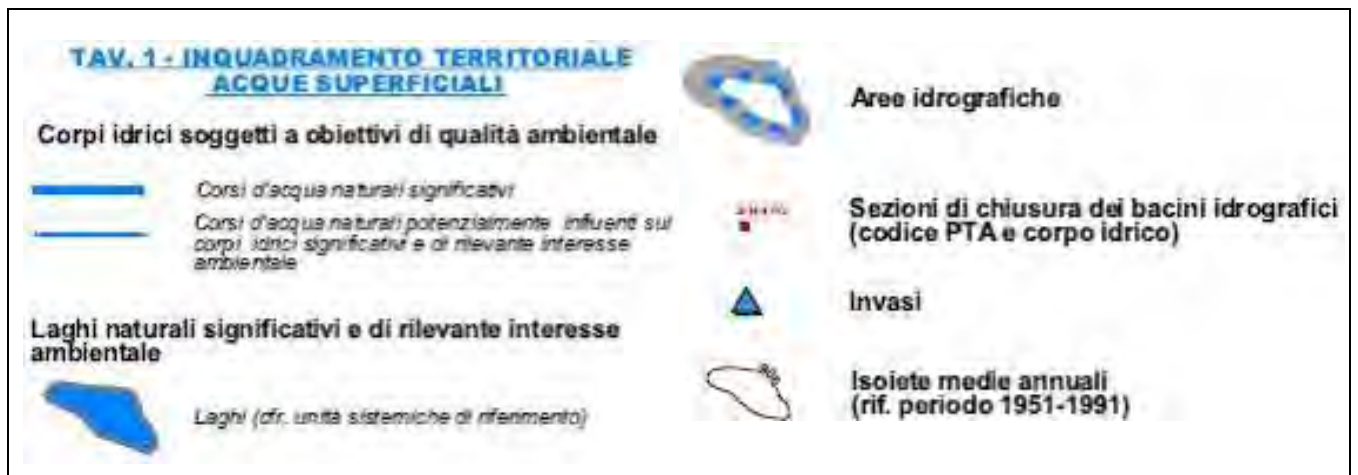 TAV. 1 - INQUADRAMENTO TERRITORIALE
ACQUE SUPERFICIALI
Corpi idrici soggetti a obiettivi di qualità ambientale
Corsi d'acqua naturali significativi
Corsi d'acqua naturali potenzialmente influenti sui
corpi idrici significativi e di rilevante interesse
ambientale
Laghi naturali significativi e di rilevante interesse
ambientale
Laghi (cfr. unità sistemiche di riferimento)
Aree idrografiche
Sezioni di chiusura dei bacini idrografici
(codice PTA e corpo idrico)
Invasi
Isoiete medie annuali
(rif. periodo 1951-1991)